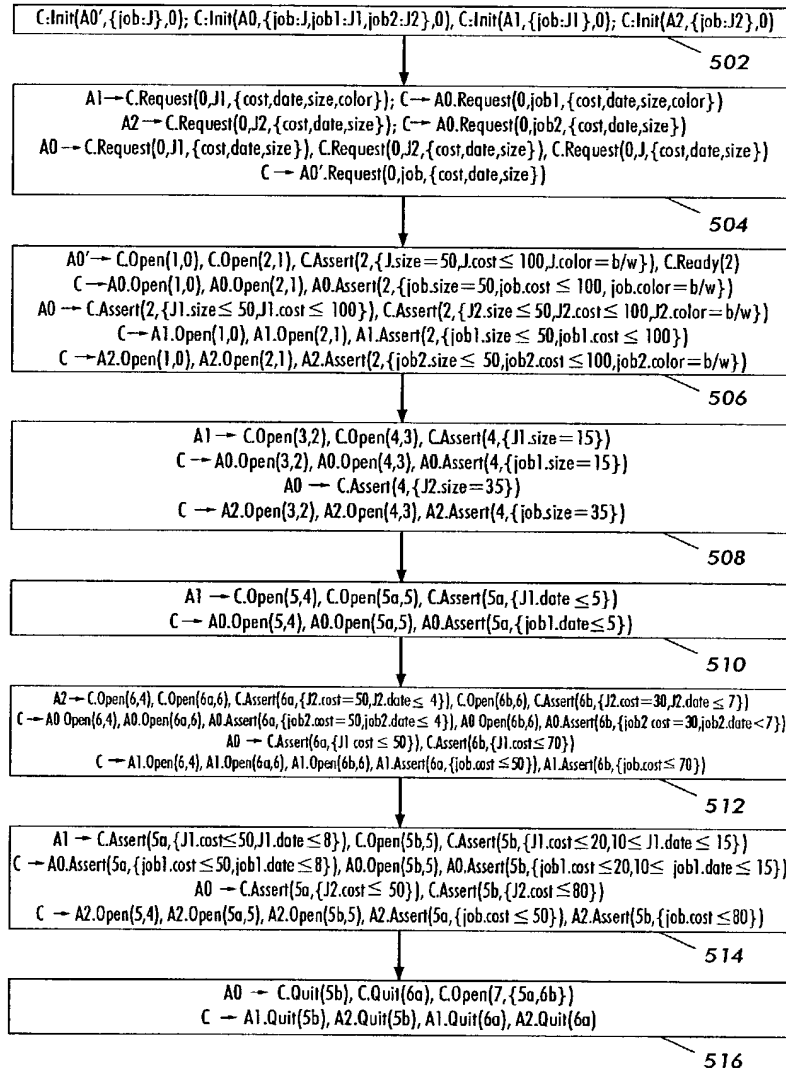 C:Init(A0',{job:J},0); C:Init(A0,{job:J,job1:J1,job2:J2},0), C:Init(A1,{job:J1},0); C:Init(A2,{job:J2},0)
502
A1→C.Request(0,J1,{cost,date,size,color}); C→ A0.Request(0,job1,{cost,date,size,color})
A2→ C.Request(0,J2,{cost,date,size}); C→ A0.Request(0,job2,{cost,date,size})
A0→ C.Request(0,J1,{cost,date,size}), C.Request(0,J2,{cost,date,size}), C.Request(0,J,{cost,date,size})
C → A0'.Request(0,job,{cost,date,size})
504
A0'→ C.Open(1,0), C.Open(2,1), C.Assert(2,{J.size=50,J.cost≤ 100,J.color=b/w}), C.Ready(2)
C→A0.Open(1,0), A0.Open(2,1), A0.Assert(2,{job.size=50,job.cost ≤ 100, job.color=b/w})
A0 → C.Assert(2,{J1.size≤ 50,J1.cost≤ 100}), C.Assert(2,{J2.size≤50,J2.cost≤100,J2.color=b/w})
C→A1.Open(1,0), A1.Open(2,1), A1.Assert(2,{job1.size≤ 50,job1.cost≤ 100})
C →A2.Open(1,0), A2.Open(2,1), A2.Assert(2,{job2.size≤ 50,job2.cost≤100,job2.color=b/w})
506
A1 → C.Open(3,2), C.Open(4,3), C.Assert(4,{J1.size=15})
C →A0.Open(3,2), A0.Open(4,3), A0.Assert(4,{job1.size=15})
A0 → C.Assert(4,{J2.size=35})
C → A2.Open(3,2), A2.Open(4,3), A2.Assert(4,{job.size=35})
508
A1 → C.Open(5,4), C.Open(5a,5), C.Assert(5a,{J1.date ≤5})
C → A0.Open(5,4), A0.Open(5a,5), A0.Assert(5a,{job1.date≤5})
510
A2→ C.Open(6,4), C.Open(6a,6), C.Assert(6a,{J2.cost=50,J2.date≤ 4}), C.Open(6b,6), C.Assert(6b,{J2.cost=30,J2.date≤7})
C →A0 Open(6,4), A0.Open(6a,6), A0.Assert(6a,{job2.cost=50,job2.date≤ 4}), A0 Open(6b,6), A0.Assert(6b,{job2 cost=30,job2.date<7})
A0 → C.Assert(6a,{J1 cost≤ 50}), C.Assert(6b,{J1.cost≤70})
C → A1.Open(6,4), A1.Open(6a,6), A1.Open(6b,6), A1.Assert(6a,{job.cost≤50}), A1.Assert(6b,{job.cost≤ 70})
512
A1 → C.Assert(5a,{J1.cost≤50,J1.date≤8}), C.Open(5b,5), C.Assert(5b,{J1.cost≤20,10≤ J1.date≤ 15})
C →A0.Assert(5a,{job1.cost≤50,job1.date≤8}), A0.Open(5b,5), A0.Assert(5b,{job1.cost≤20,10≤ job1.date≤ 15})
A0 → C.Assert(5a,{J2.cost≤ 50}), C.Assert(5b,{J2.cost≤80})
C → A2.Open(5,4), A2.Open(5a,5), A2.Open(5b,5), A2.Assert(5a,{job.cost≤ 50}), A2.Assert(5b,{job.cost≤80})
514
A0 → C.Quit(5b), C.Quit(6a), C.Open(7,{5a,6b})
C → A1.Quit(5b), A2.Quit(5b), A1.Quit(6a), A2.Quit(6a)
516